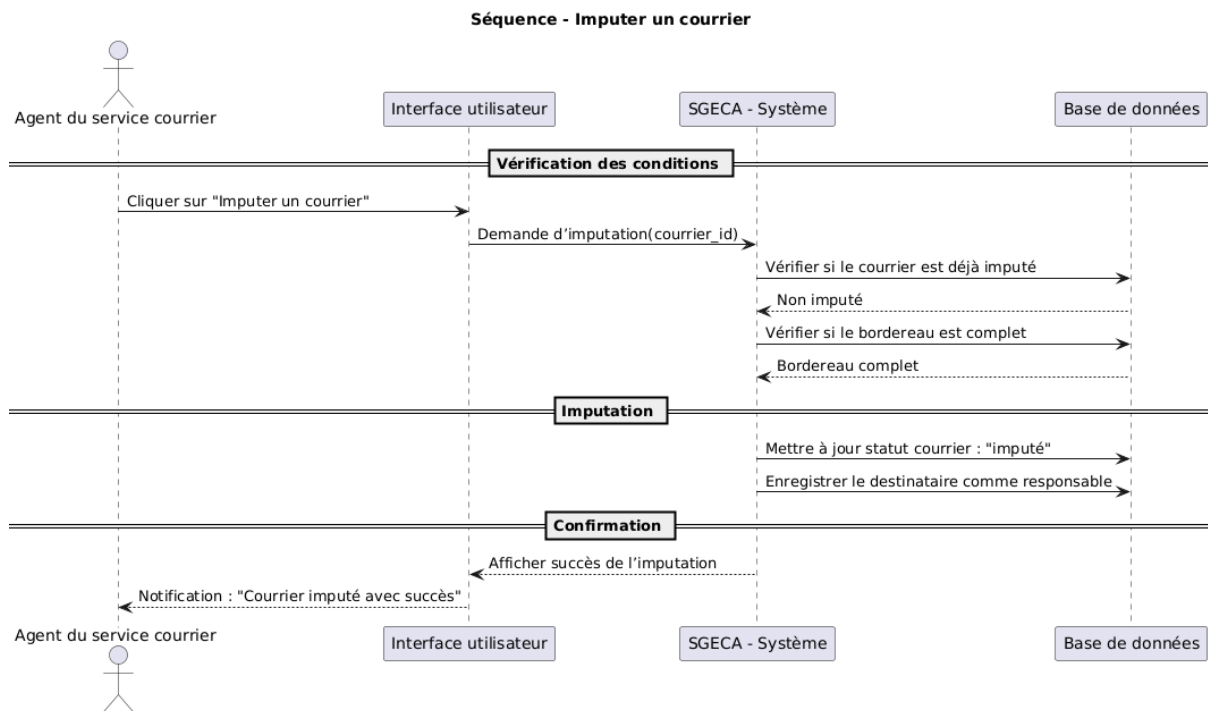 Séquence - Imputer un courrier
Agent du service courrier
Interface utilisateur
SGECA - Système
Base de données
Vérification des conditions
Cliquer sur "Imputer un courrier"
Demande d’imputation(courrier_id)
Vérifier si le courrier est déjà imputé
Non imputé
Vérifier si le bordereau est complet
Bordereau complet
Imputation
Mettre à jour statut courrier : "imputé"
Enregistrer le destinataire comme responsable
Confirmation
Afficher succès de l’imputation
Notification : "Courrier imputé avec succès"
Agent du service courrier
Interface utilisateur
SGECA - Système
Base de données